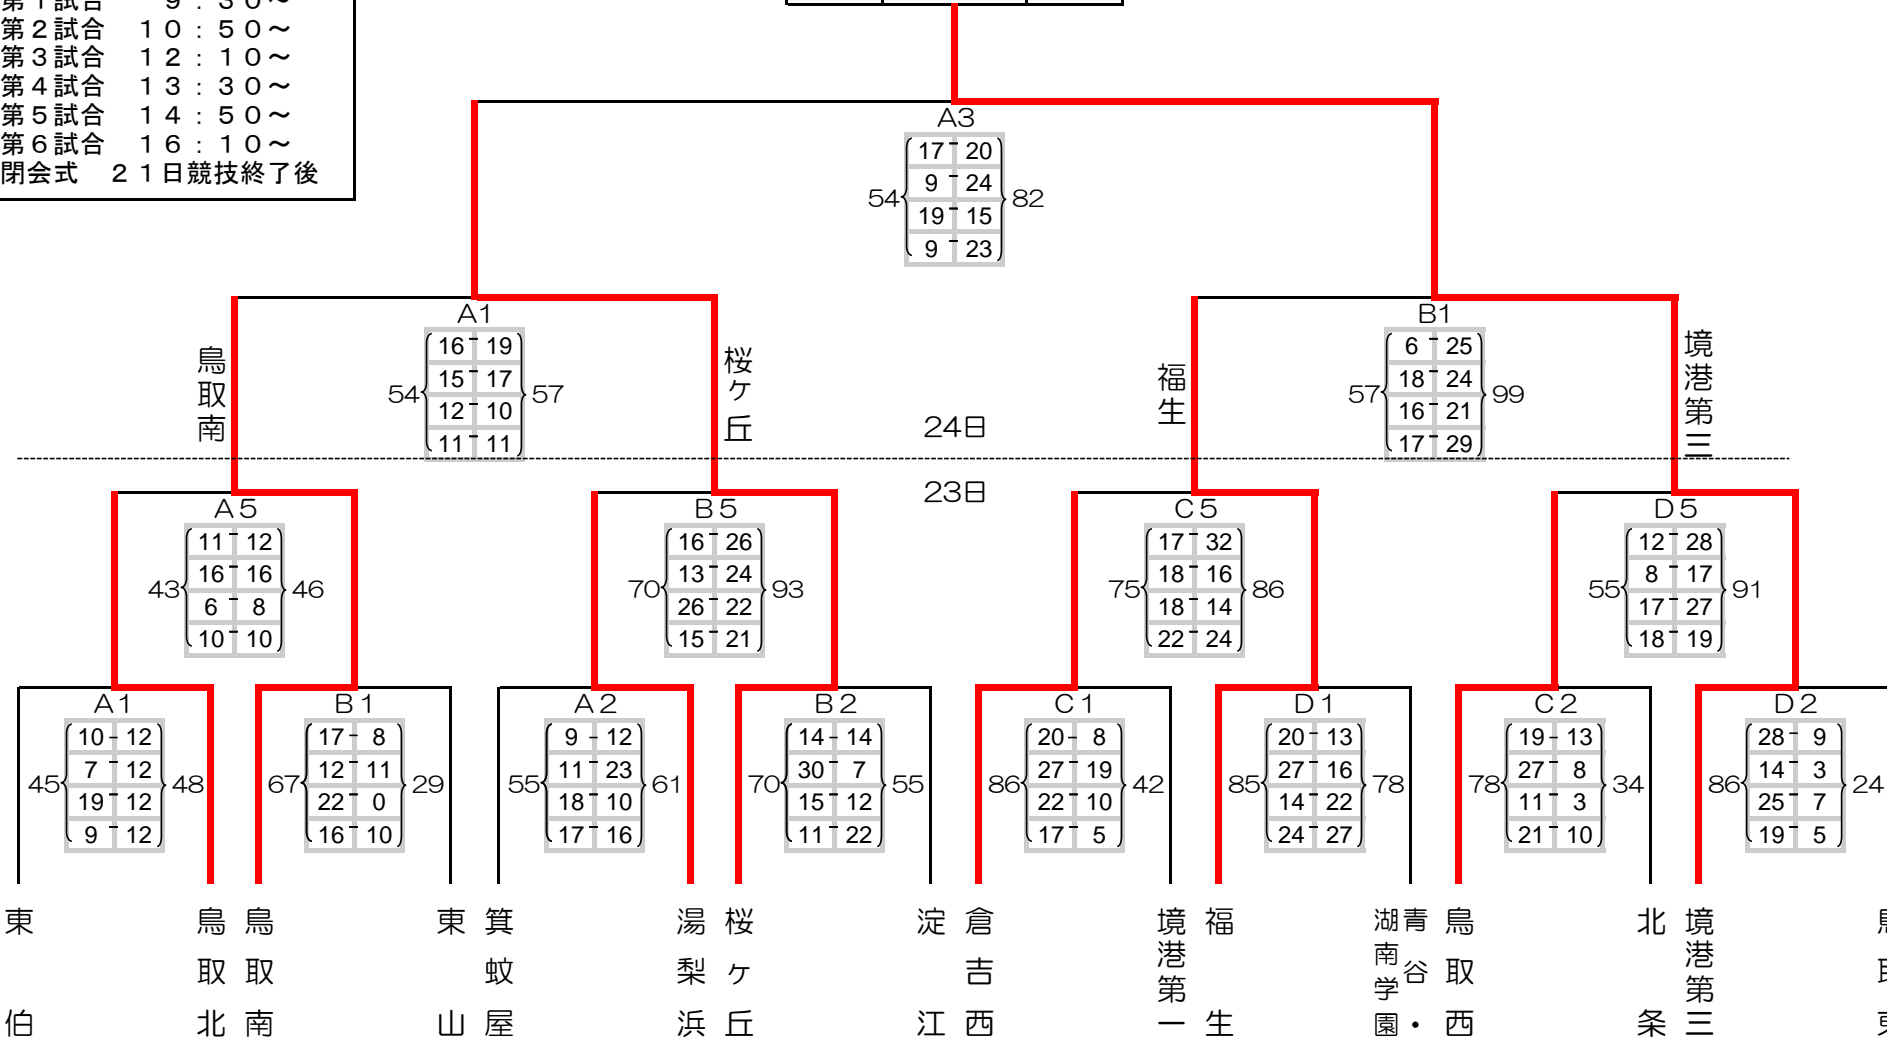 第1試合　9：30～
第2試合　10：50～
第3試合　12：10～
第4試合　13：30～
第5試合　14：50～
第6試合　16：10～
閉会式　21日競技終了後
A3
17 - 20
9 - 24
54 82
19 - 15
9 - 23
A1
16 - 19
15 - 17
54 57
12 - 10
11 - 11
B1
6 - 25
18 - 24
57 99
16 - 21
17 - 29
鳥取南
桜ヶ丘
福生
境港第三
24日
23日
A5
11 - 12
16 - 16
43 46
6 - 8
10 - 10
B5
16 - 26
13 - 24
70 93
26 - 22
15 - 21
C5
17 - 32
18 - 16
75 86
18 - 14
22 - 24
D5
12 - 28
8 - 17
55 91
17 - 27
18 - 19
A1
10 - 12
7 - 12
45 48
19 - 12
9 - 12
B1
17 - 8
12 - 11
67 29
22 - 0
16 - 10
A2
9 - 12
11 - 23
55 61
18 - 10
17 - 16
B2
14 - 14
30 - 7
70 55
15 - 12
11 - 22
C1
20 - 8
27 - 19
86 42
22 - 10
17 - 5
D1
20 - 13
27 - 16
85 78
14 - 22
24 - 27
C2
19 - 13
27 - 8
78 34
11 - 3
21 - 10
D2
28 - 9
14 - 3
86 24
25 - 7
19 - 5
東伯
鳥取北
鳥取南
東山
箕蚊屋
湯梨浜
桜ヶ丘
淀江
倉吉西
境港第一
福生
青谷・
湖南学園
鳥取西
北条
境港第三